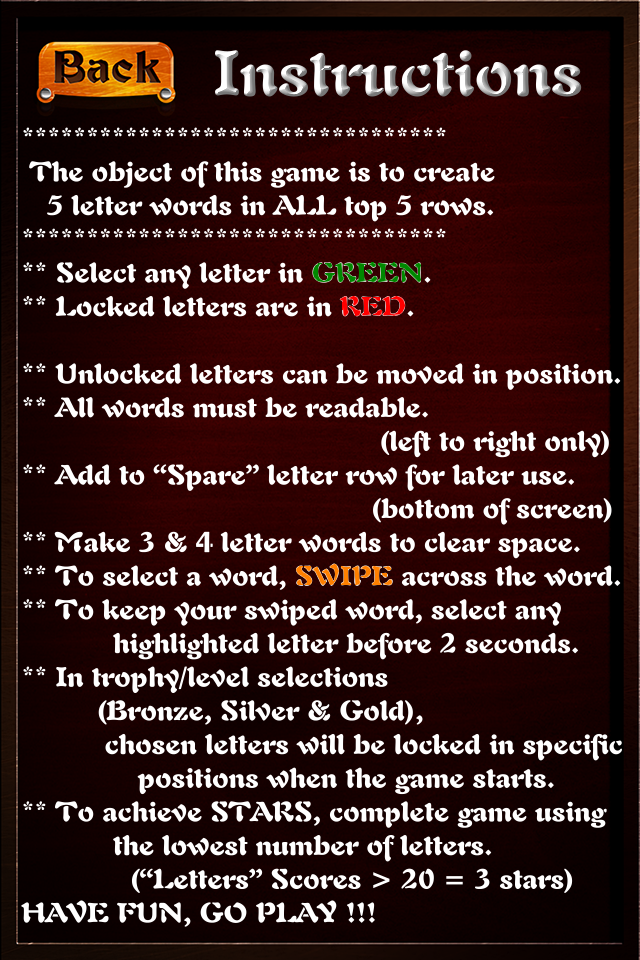 Back
Instructions
*********************************
The object of this game is to create
5 letter words in ALL top 5 rows.
*********************************
** Select any letter in GREEN.
** Locked letters are in RED.
** Unlocked letters can be moved in position.
** All words must be readable.
(left to right only)
** Add to “Spare” letter row for later use.
(bottom of screen)
** Make 3 & 4 letter words to clear space.
** To select a word, SWIPE across the word.
** To keep your swiped word, select any
highlighted letter before 2 seconds.
** In trophy/level selections
(Bronze, Silver & Gold),
chosen letters will be locked in specific
positions when the game starts.
** To achieve STARS, complete game using
the lowest number of letters.
(“Letters” Scores > 20 = 3 stars)
HAVE FUN, GO PLAY !!!